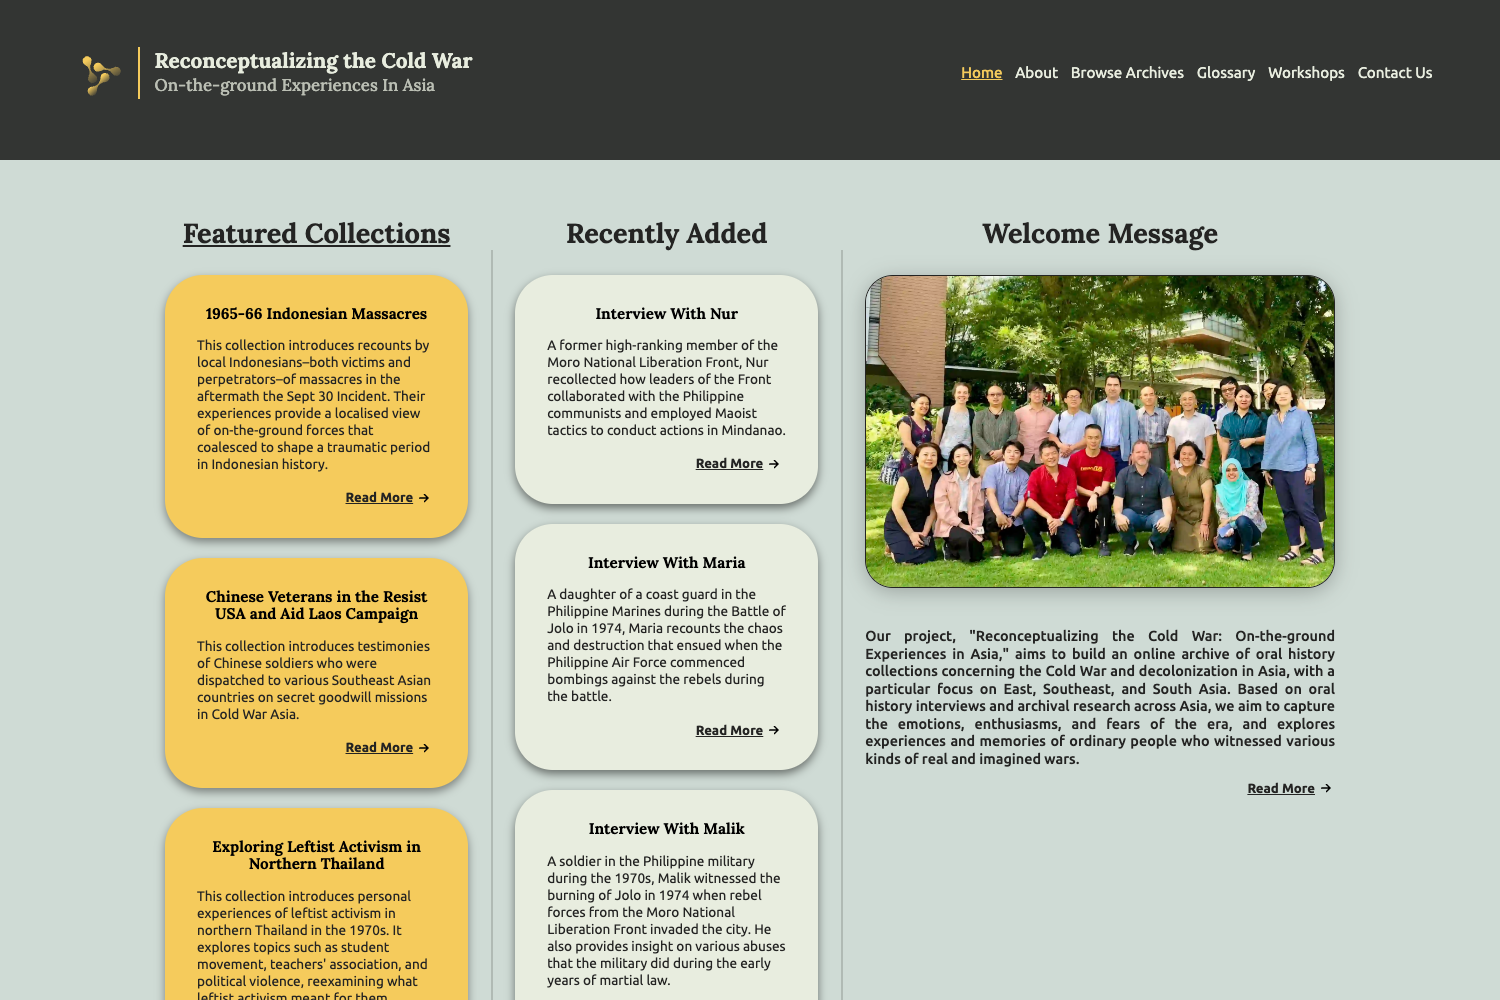 Reconceptualizing the Cold War
On-the-ground Experiences In Asia
Home About Browse Archives Glossary Workshops Contact Us
Featured Collections
1965-66 Indonesian Massacres
This collection introduces recounts by
local Indonesians–both victims and
perpetrators–of massacres in the
aftermath the Sept 30 Incident. Their
experiences provide a localised view
of on-the-ground forces that
coalesced to shape a traumatic period
in Indonesian history.
Read More →
Chinese Veterans in the Resist
USA and Aid Laos Campaign
This collection introduces testimonies
of Chinese soldiers who were
dispatched to various Southeast Asian
countries on secret goodwill missions
in Cold War Asia.
Read More →
Exploring Leftist Activism in
Northern Thailand
This collection introduces personal
experiences of leftist activism in
northern Thailand in the 1970s. It
explores topics such as student
movement, teachers' association, and
political violence, reexamining what
leftist activism meant for them
Recently Added
Interview With Nur
A former high-ranking member of the
Moro National Liberation Front, Nur
recollected how leaders of the Front
collaborated with the Philippine
communists and employed Maoist
tactics to conduct actions in Mindanao.
Read More →
Interview With Maria
A daughter of a coast guard in the
Philippine Marines during the Battle of
Jolo in 1974, Maria recounts the chaos
and destruction that ensued when the
Philippine Air Force commenced
bombings against the rebels during
the battle.
Read More →
Interview With Malik
A soldier in the Philippine military
during the 1970s, Malik witnessed the
burning of Jolo in 1974 when rebel
forces from the Moro National
Liberation Front invaded the city. He
also provides insight on various abuses
that the military did during the early
years of martial law.
Welcome Message
Our project, "Reconceptualizing the Cold War: On-the-ground
Experiences in Asia," aims to build an online archive of oral history
collections concerning the Cold War and decolonization in Asia, with a
particular focus on East, Southeast, and South Asia. Based on oral
history interviews and archival research across Asia, we aim to capture
the emotions, enthusiasms, and fears of the era, and explores
experiences and memories of ordinary people who witnessed various
kinds of real and imagined wars.
Read More →